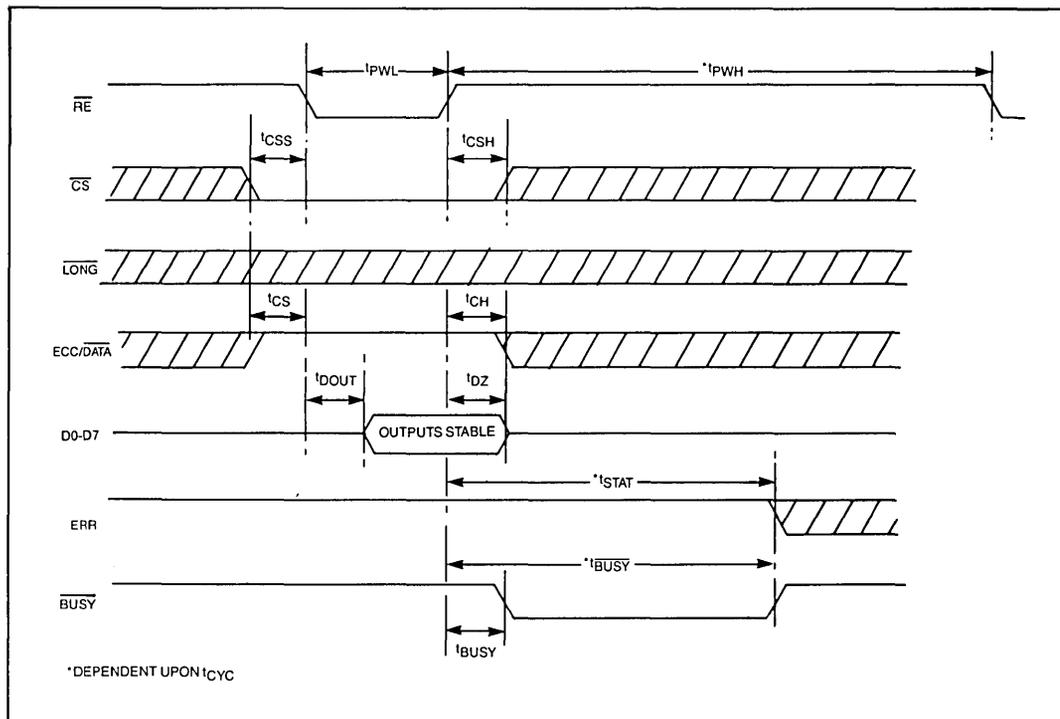 tPWL
*tPWH
RE
tCSS
tCSH
CS
LONG
tCS
tCH
ECC/DATA
tDOUT
tDZ
D0-D7
OUTPUTS STABLE
*tSTAT
ERR
*tBUSY
BUSY
tBUSY
*DEPENDENT UPON tCYC